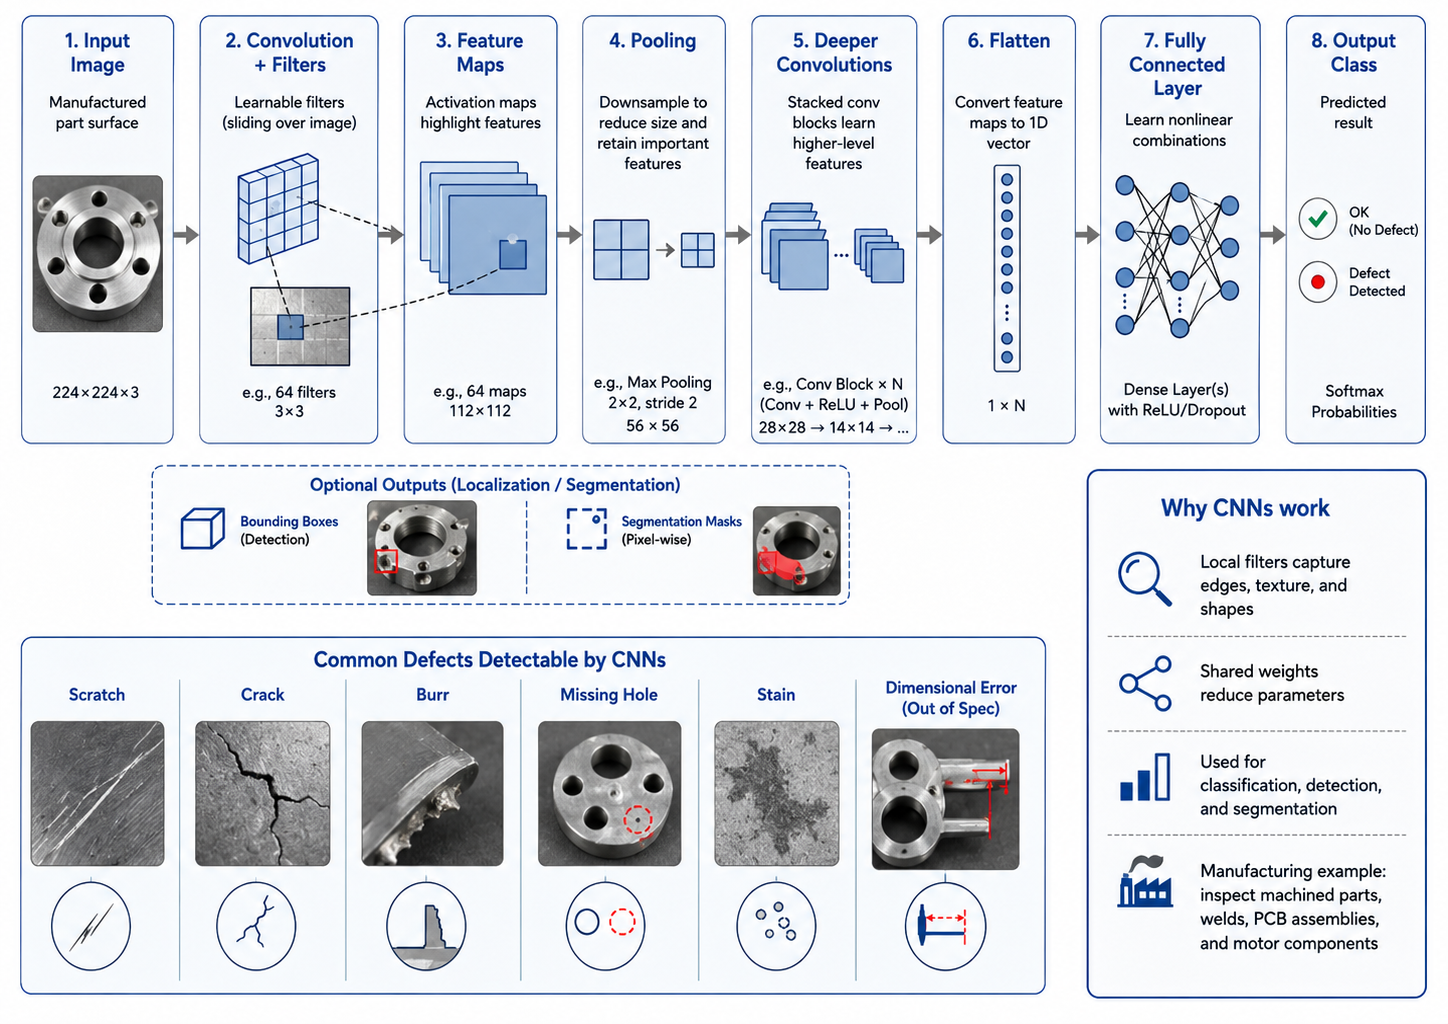 1. Input
Image
Manufactured
part surface
224×224×3
2. Convolution
+ Filters
Learnable filters
(sliding over image)
e.g., 64 filters
3×3
3. Feature
Maps
Activation maps
highlight features
e.g., 64 maps
112×112
4. Pooling
Downsample to
reduce size and
retain important
features
e.g., Max Pooling
2×2, stride 2
56 × 56
5. Deeper
Convolutions
Stacked conv
blocks learn
higher-level
features
...
e.g., Conv Block × N
(Conv + ReLU + Pool)
28×28 → 14×14 → ...
6. Flatten
Convert feature
maps to 1D
vector
1 × N
7. Fully
Connected
Layer
Learn nonlinear
combinations
Dense Layer(s)
with ReLU/Dropout
8. Output
Class
Predicted
result
OK
(No Defect)
Defect
Detected
Softmax
Probabilities
Optional Outputs (Localization / Segmentation)
Bounding Boxes
(Detection)
Segmentation Masks
(Pixel-wise)
Common Defects Detectable by CNNs
Scratch
Crack
Burr
Missing Hole
Stain
Dimensional Error
(Out of Spec)
Why CNNs work
Local filters capture
edges, texture, and
shapes
Shared weights
reduce parameters
Used for
classification, detection,
and segmentation
Manufacturing example:
inspect machined parts,
welds, PCB assemblies,
and motor components